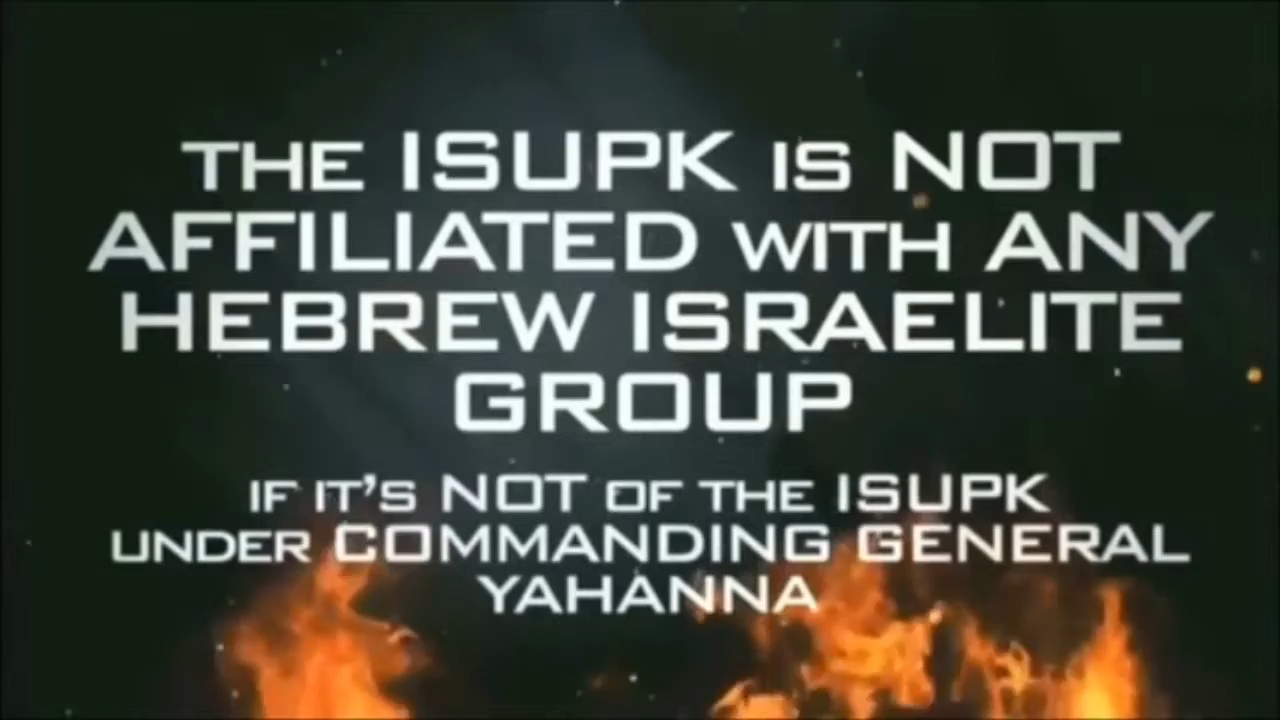 THE ISUPK IS NOT
AFFILIATED WITH ANY
HEBREW ISRAELITE
GROUP
IF IT'S NOT OF THE ISUPK
UNDER COMMANDING GENERAL
YAHANNA